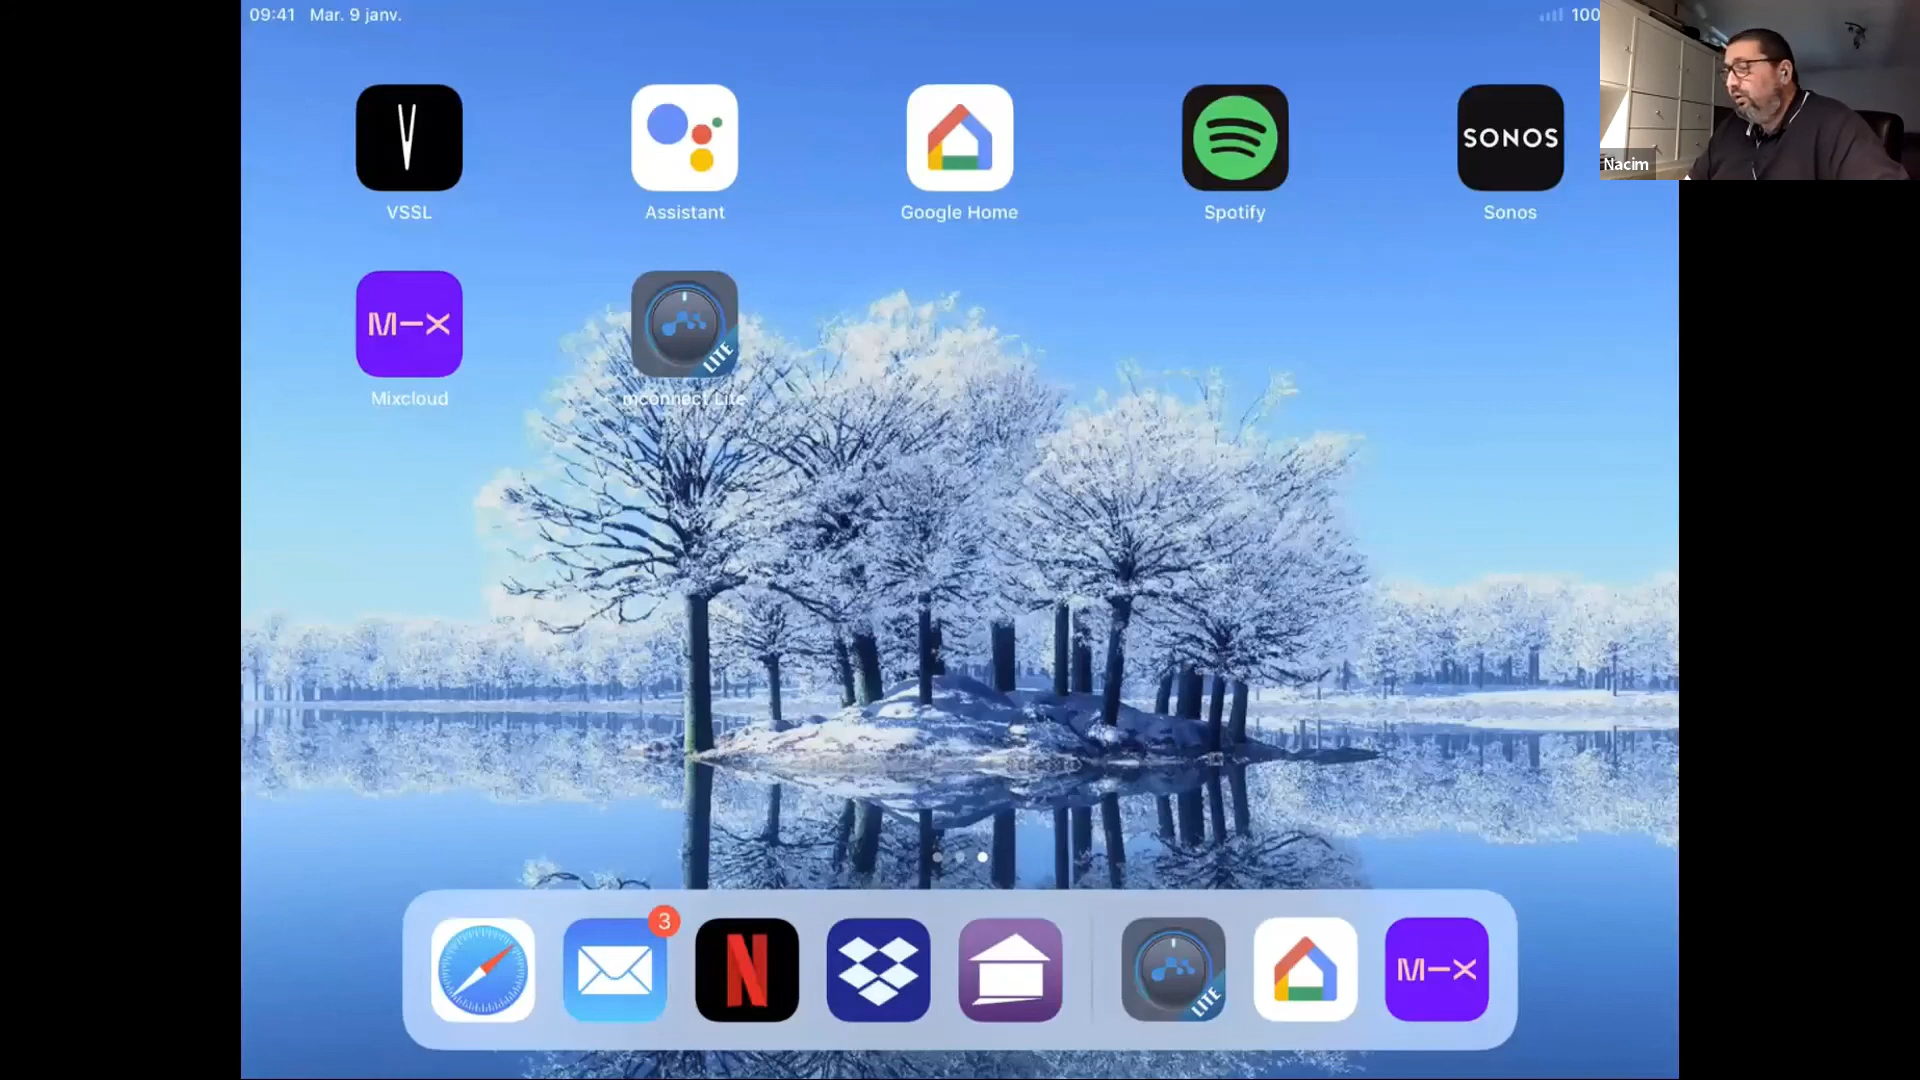 09:41 Mar. 9 janv.
100
Nacim
SONOS
VSSL
Assistant
Google Home
Spotify
Sonos
M-X
LITE
Mixcloud
mconnect Lite
3
N
LITE
M-X